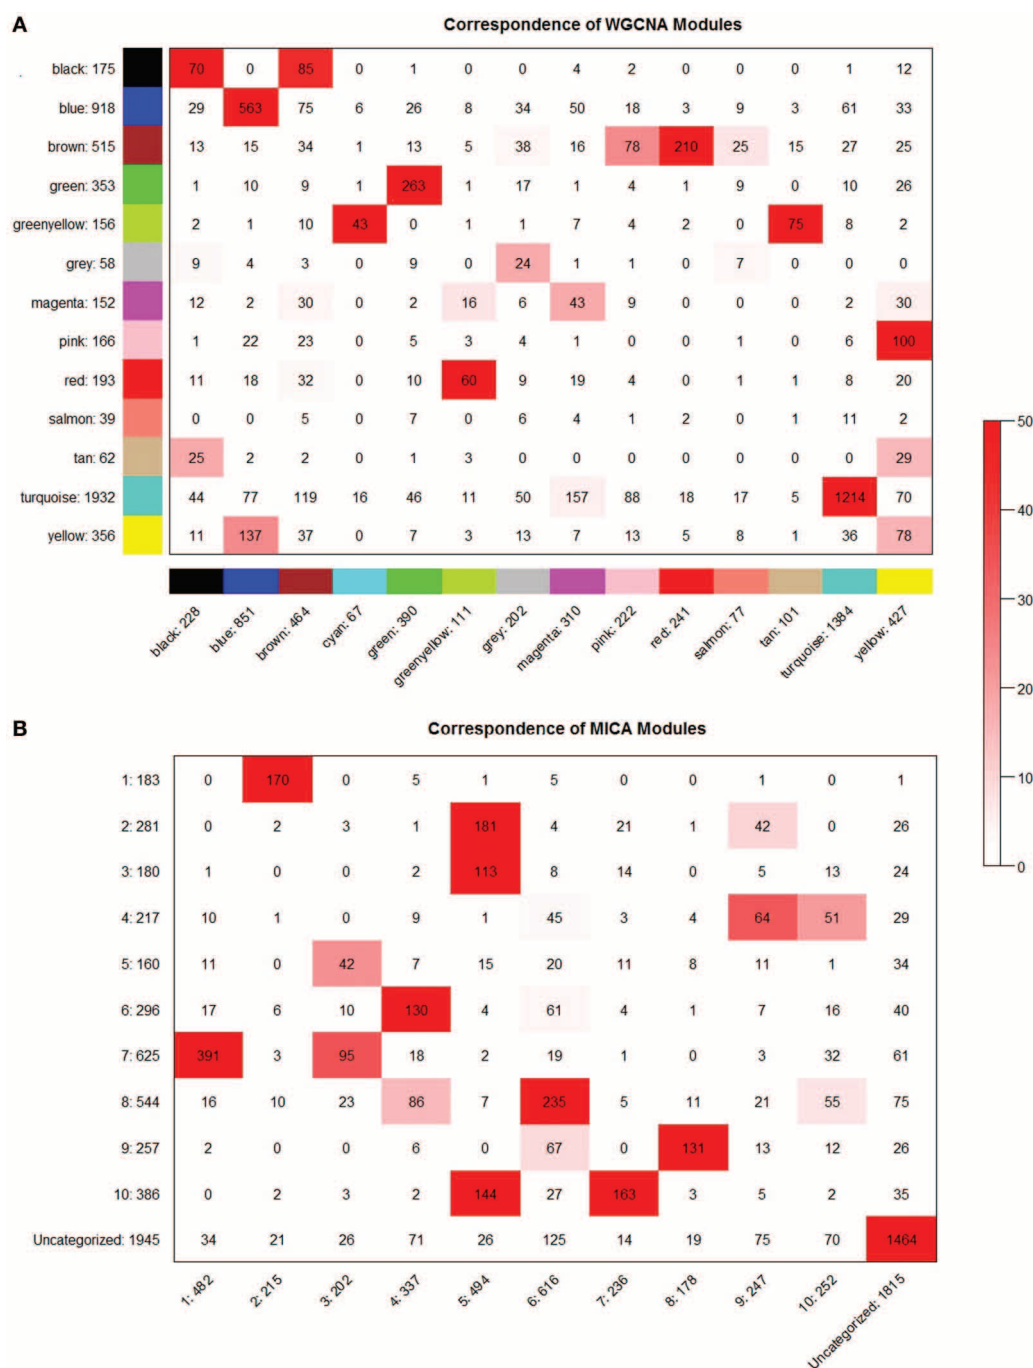 A
Correspondence of WGCNA Modules
black: 175 70 0 85 0 1 0 0 4 2 0 0 0 1 12
blue: 918 29 563 75 6 26 8 34 50 18 3 9 3 61 33
brown: 515 13 15 34 1 13 5 38 16 78 210 25 15 27 25
green: 353 1 10 9 1 263 1 17 1 4 1 9 0 10 26
greenyellow: 156 2 1 10 43 0 1 1 7 4 2 0 75 8 2
grey: 58 9 4 3 0 9 0 24 1 1 0 7 0 0 0
magenta: 152 12 2 30 0 2 16 6 43 9 0 0 0 2 30
pink: 166 1 22 23 0 5 3 4 1 0 0 1 0 6 100
red: 193 11 18 32 0 10 60 9 19 4 0 1 1 8 20
salmon: 39 0 0 5 0 7 0 6 4 1 2 0 1 11 2
tan: 62 25 2 2 0 1 3 0 0 0 0 0 0 0 29
turquoise: 1932 44 77 119 16 46 11 50 157 88 18 17 5 1214 70
yellow: 356 11 137 37 0 7 3 13 7 13 5 8 1 36 78
black: 228 blue: 851 brown: 464 cyan: 67 green: 390 greenyellow: 111 grey: 202 magenta: 310 pink: 222 red: 241 salmon: 77 tan: 101 turquoise: 1384 yellow: 427
50
40
30
20
10
0
B
Correspondence of MICA Modules
1: 183 0 170 0 5 1 5 0 0 1 0 1
2: 281 0 2 3 1 181 4 21 1 42 0 26
3: 180 1 0 0 2 113 8 14 0 5 13 24
4: 217 10 1 0 9 1 45 3 4 64 51 29
5: 160 11 0 42 7 15 20 11 8 11 1 34
6: 296 17 6 10 130 4 61 4 1 7 16 40
7: 625 391 3 95 18 2 19 1 0 3 32 61
8: 544 16 10 23 86 7 235 5 11 21 55 75
9: 257 2 0 0 6 0 67 0 131 13 12 26
10: 386 0 2 3 2 144 27 163 3 5 2 35
Uncategorized: 1945 34 21 26 71 26 125 14 19 75 70 1464
1: 482 2: 215 3: 202 4: 337 5: 494 6: 616 7: 236 8: 178 9: 247 10: 252 Uncategorized: 1815